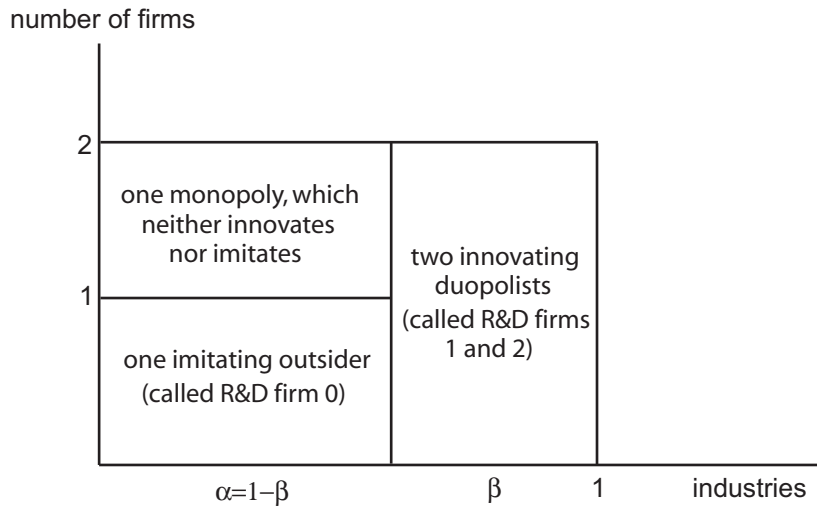 number of firms
2
one monopoly, which
neither innovates
nor imitates
two innovating
duopolists
(called R&D firms
1 and 2)
1
one imitating outsider
(called R&D firm 0)
α=1−β
β
1
industries